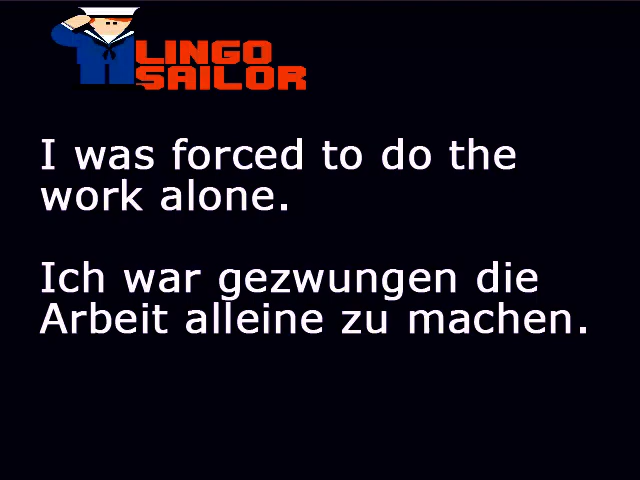 LINGO
SAILOR
I was forced to do the
work alone.
Ich war gezwungen die
Arbeit alleine zu machen.